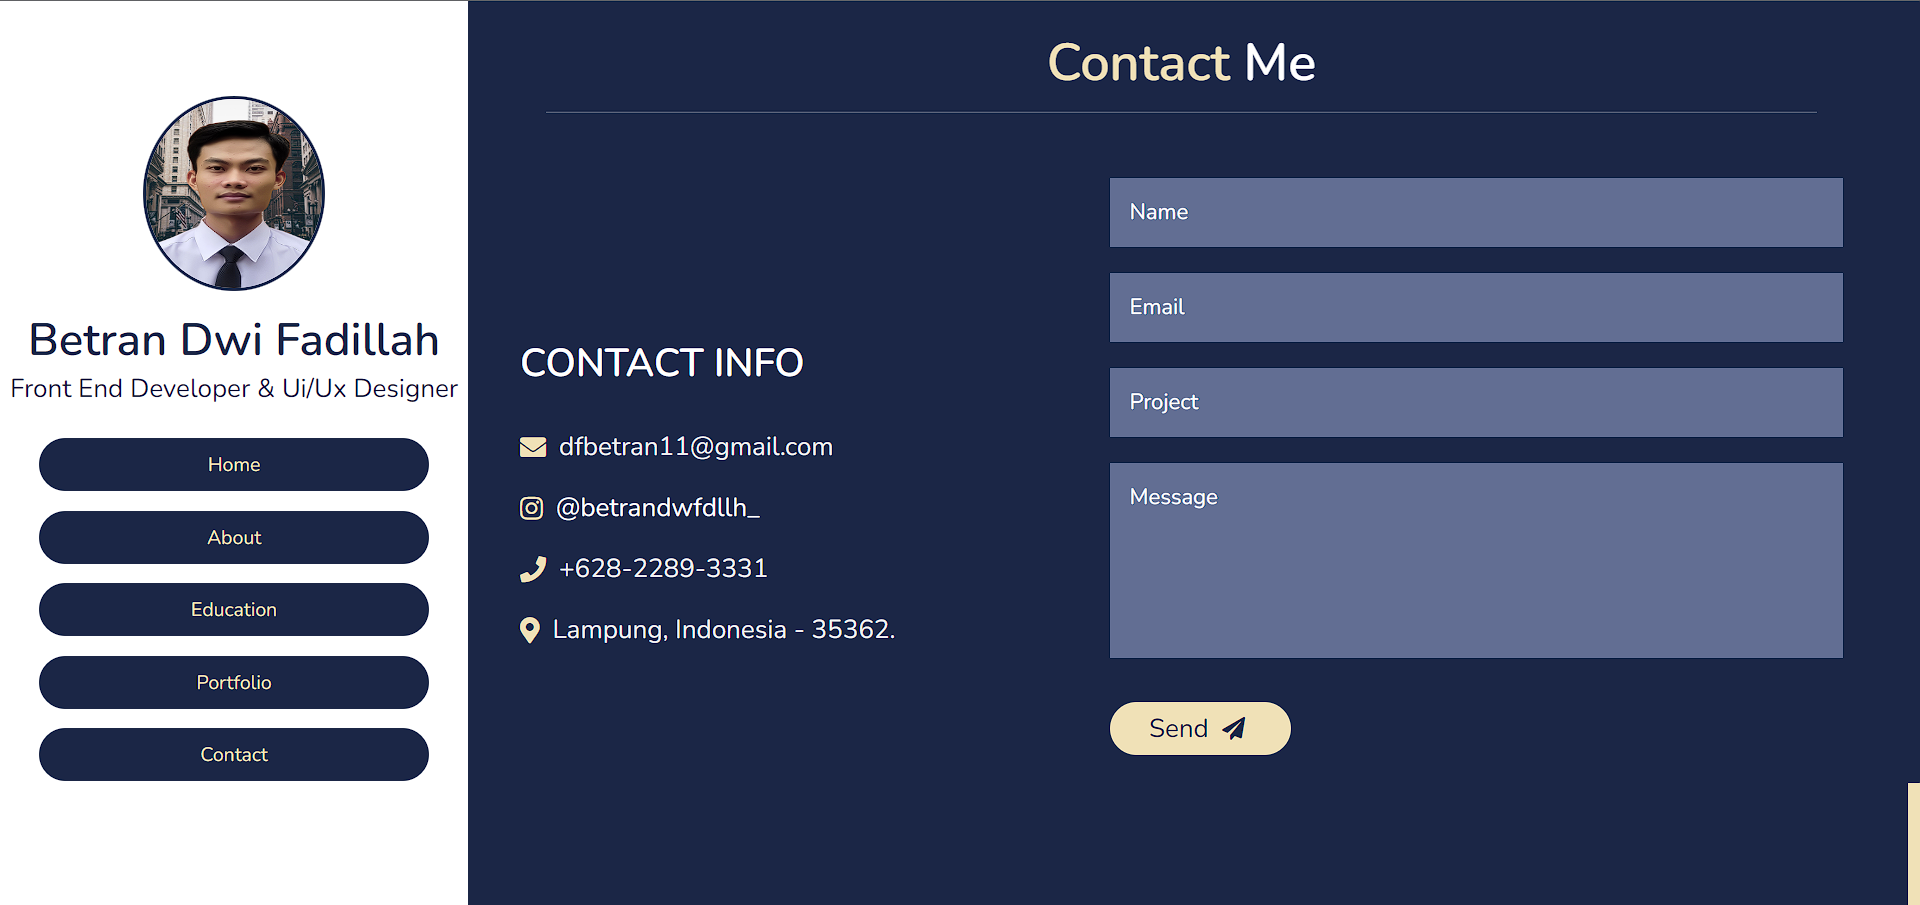 Betran Dwi Fadillah
Front End Developer & Ui/Ux Designer
Home
About
Education
Portfolio
Contact
Contact Me
CONTACT INFO
dfbetran11@gmail.com
@betrandwfdllh_
+628-2289-3331
Lampung, Indonesia - 35362.
Name
Email
Project
Message
Send